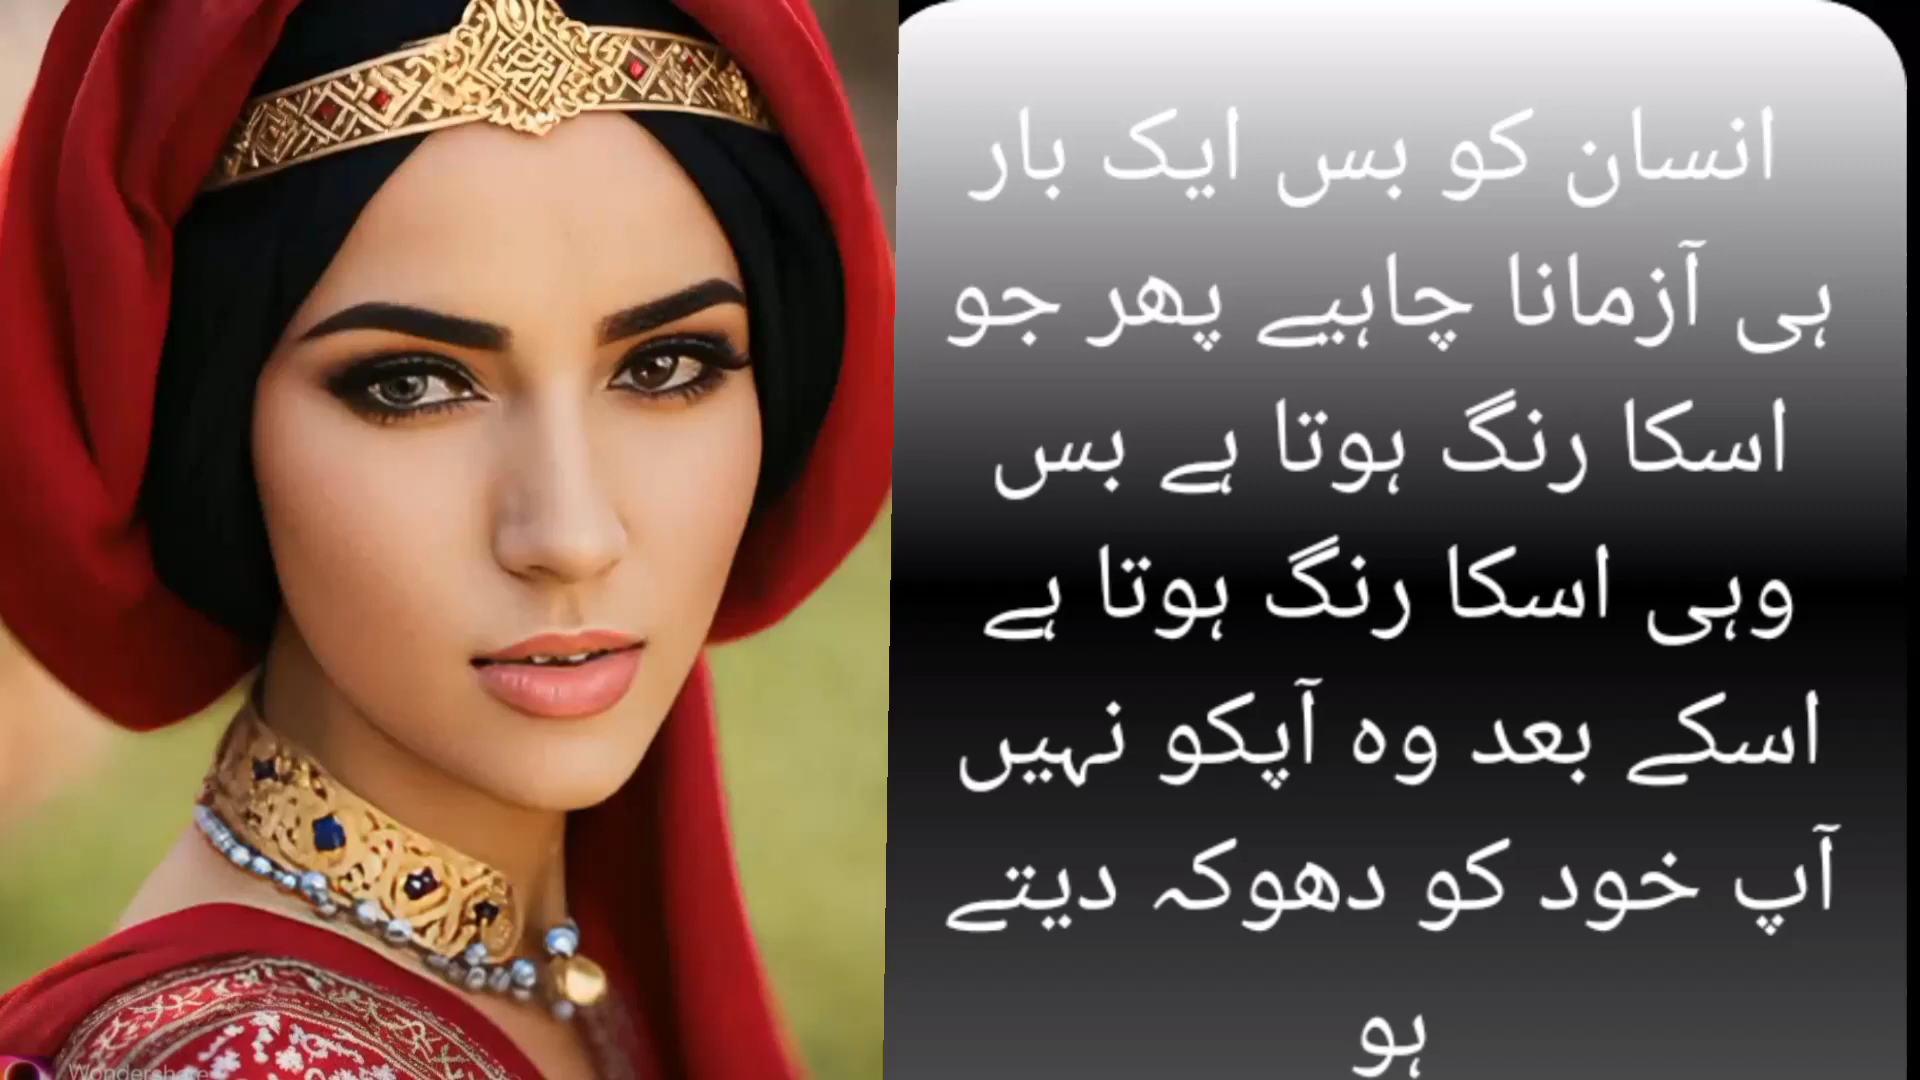 انسان کو بس ایک بار
ہی آزمانا چاہیے پھر جو
اسکا رنگ ہوتا ہے بس
وہی اسکا رنگ ہوتا ہے
اسکے بعد وہ آپکو نہیں
آپ خود کو دھوکہ دیتے
ہو
Wondershare